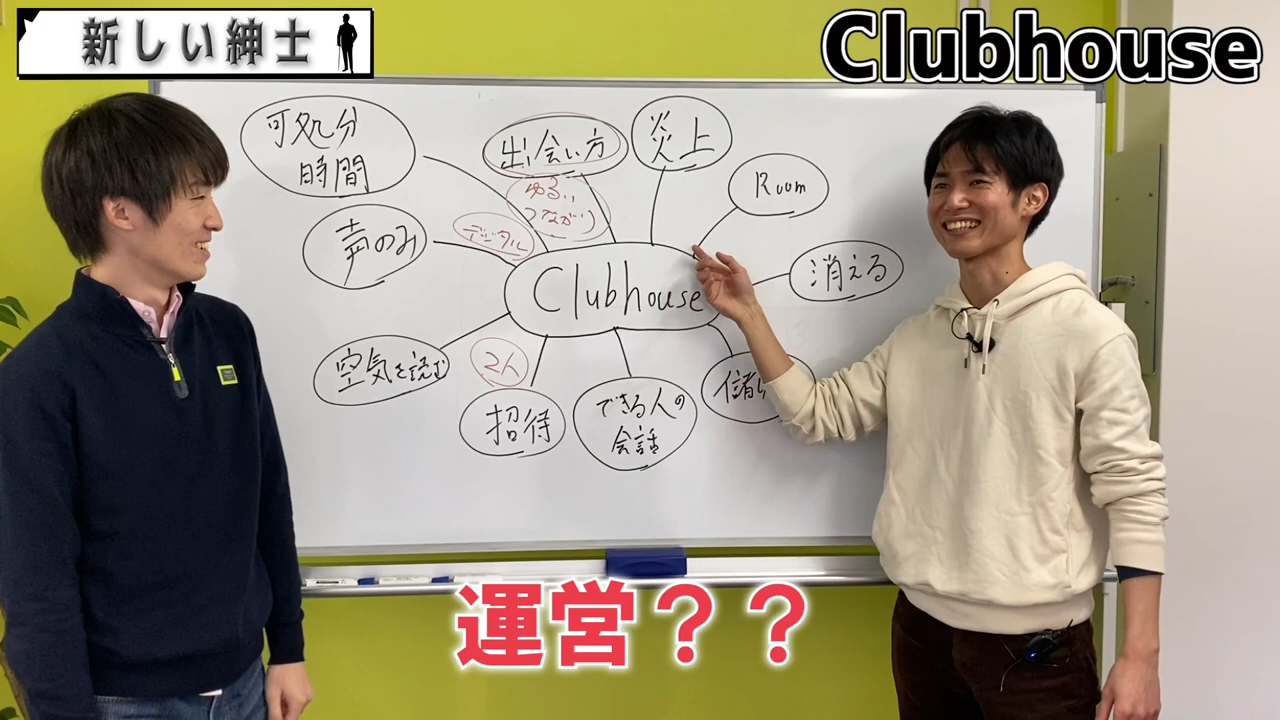 新しい紳士
Clubhouse
可処分
時間
出会い方
炎上
Room
ゆるい
つながり
デジタル
声のみ
消える
Clubhouse
空気を読む
2人
招待
できる人の
会話
運営??